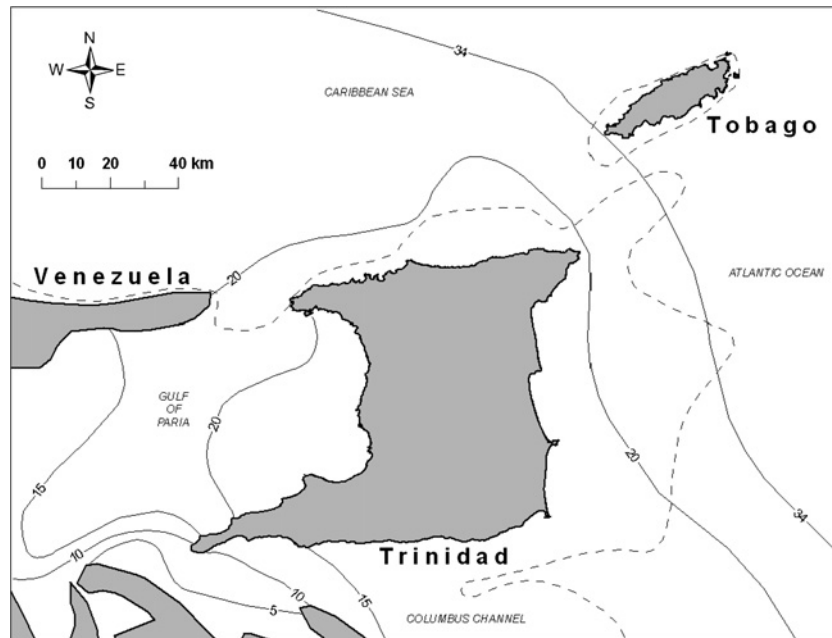 N
W E
S
0 10 20 40 km
CARIBBEAN SEA
34
Tobago
Venezuela
20
ATLANTIC OCEAN
GULF
OF
PARIA
20
20
15
34
10
Trinidad
10
15
5
COLUMBUS CHANNEL